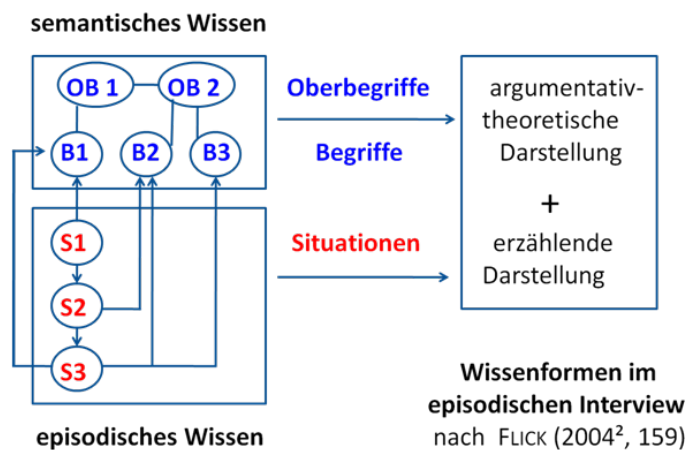 semantisches Wissen
OB 1
OB 2
B1
B2
B3
Oberbegriffe
Begriffe
argumentativ-
theoretische
Darstellung
+
erzählende
Darstellung
S1
S2
S3
Situationen
episodisches Wissen
Wissenformen im
episodischen Interview
nach FLICK (2004², 159)